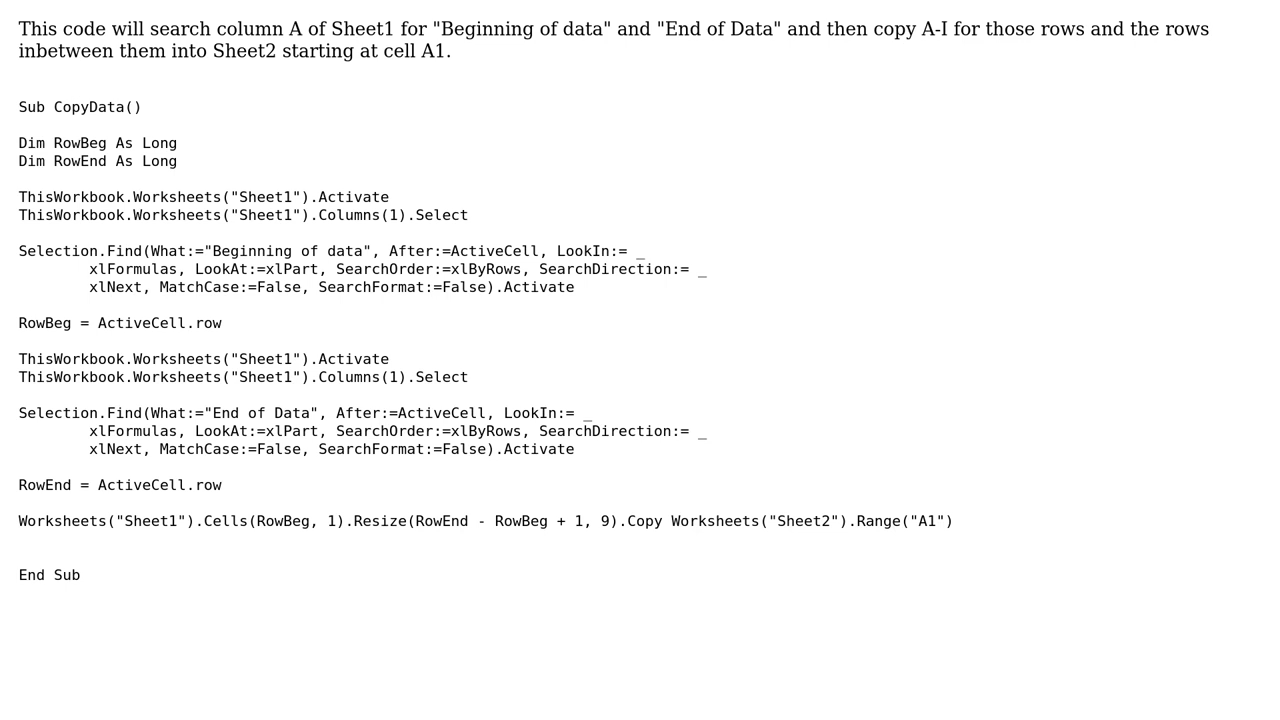 This code will search column A of Sheet1 for "Beginning of data" and "End of Data" and then copy A-I for those rows and the rows
inbetween them into Sheet2 starting at cell A1.
Sub CopyData()
Dim RowBeg As Long
Dim RowEnd As Long
ThisWorkbook.Worksheets("Sheet1").Activate
ThisWorkbook.Worksheets("Sheet1").Columns(1).Select
Selection.Find(What:="Beginning of data", After:=ActiveCell, LookIn:= _
        xlFormulas, LookAt:=xlPart, SearchOrder:=xlByRows, SearchDirection:= _
        xlNext, MatchCase:=False, SearchFormat:=False).Activate
RowBeg = ActiveCell.row
ThisWorkbook.Worksheets("Sheet1").Activate
ThisWorkbook.Worksheets("Sheet1").Columns(1).Select
Selection.Find(What:="End of Data", After:=ActiveCell, LookIn:= _
        xlFormulas, LookAt:=xlPart, SearchOrder:=xlByRows, SearchDirection:= _
        xlNext, MatchCase:=False, SearchFormat:=False).Activate
RowEnd = ActiveCell.row
Worksheets("Sheet1").Cells(RowBeg, 1).Resize(RowEnd - RowBeg + 1, 9).Copy Worksheets("Sheet2").Range("A1")
End Sub